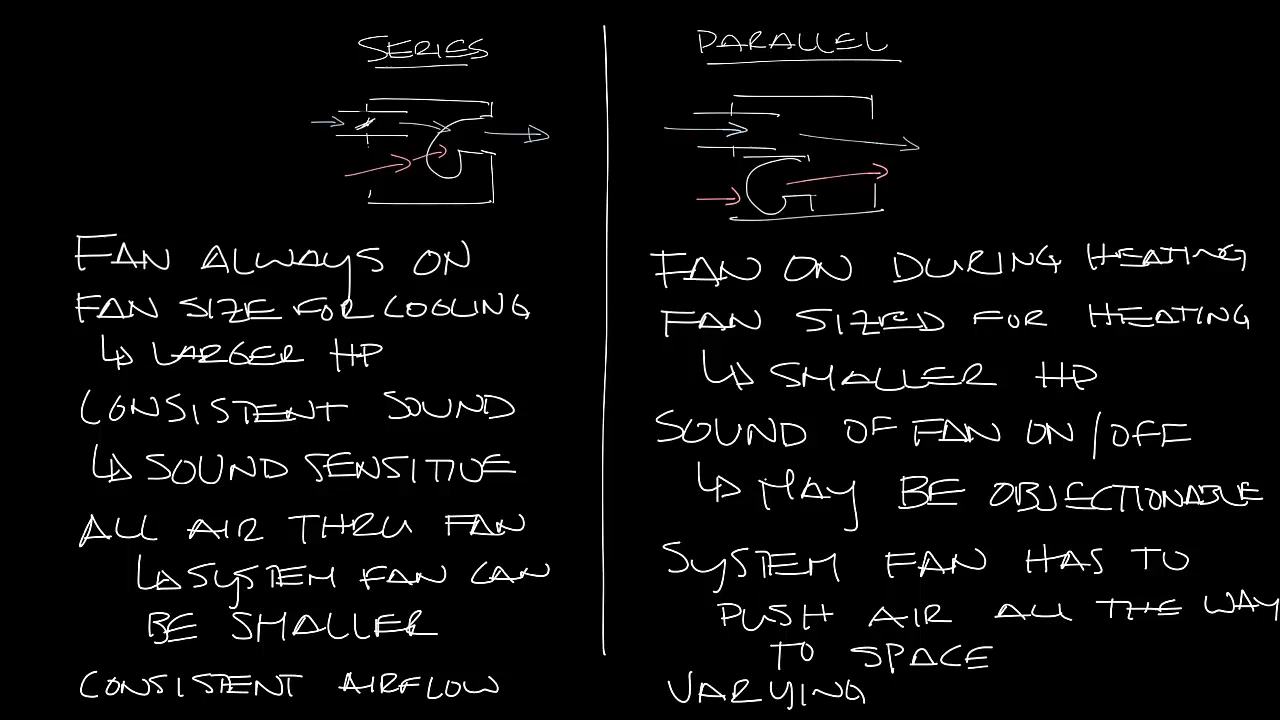 SERIES
FAN ALWAYS ON
FAN SIZE FOR COOLING
↳ LARGER HP
CONSISTENT SOUND
↳ SOUND SENSITIVE
ALL AIR THRU FAN
↳ SYSTEM FAN CAN
BE SMALLER
CONSISTENT AIRFLOW
PARALLEL
FAN ON DURING HEATING
FAN SIZED FOR HEATING
↳ SMALLER HP
SOUND OF FAN ON/OFF
↳ MAY BE OBJECTIONABLE
SYSTEM FAN HAS TO
PUSH AIR ALL THE WAY
TO SPACE
VARYING